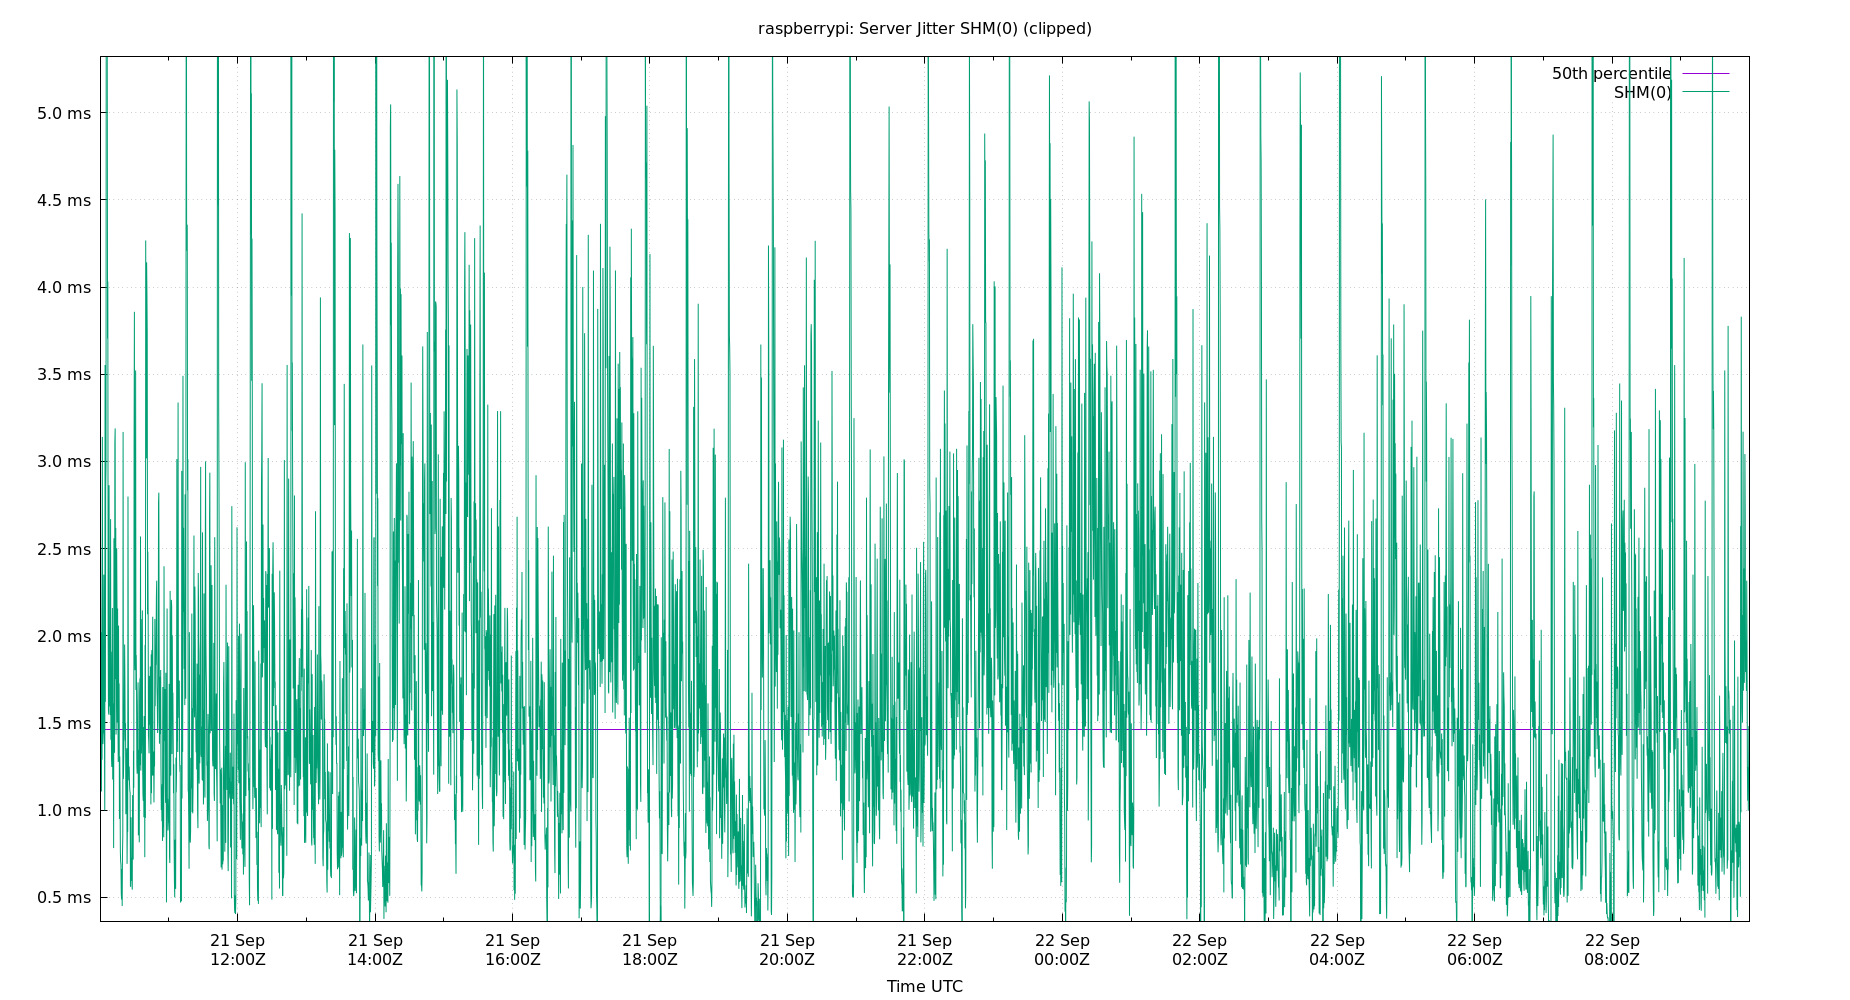 raspberrypi: Server Jitter SHM(0) (clipped)
50th percentile
SHM(0)
5.0 ms
4.5 ms
4.0 ms
3.5 ms
3.0 ms
2.5 ms
2.0 ms
1.5 ms
1.0 ms
0.5 ms
21 Sep 21 Sep 21 Sep 21 Sep 21 Sep 21 Sep 22 Sep 22 Sep 22 Sep 22 Sep 22 Sep
12:00Z 14:00Z 16:00Z 18:00Z 20:00Z 22:00Z 00:00Z 02:00Z 04:00Z 06:00Z 08:00Z
Time UTC